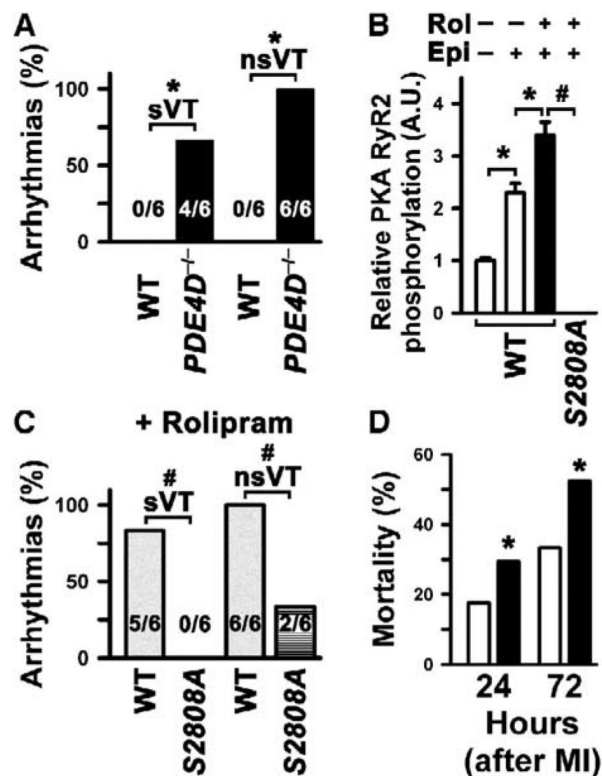 A
Arrhythmias (%)
100
75
50
25
0
*
sVT
*
nsVT
0/6
4/6
0/6
6/6
WT
PDE4D−/−
WT
PDE4D−/−
B
Rol − − + +
Epi − + + +
Relative PKA RyR2
phosphorylation (A.U.)
4
3
2
1
0
*
*
#
WT
S2808A
C
+ Rolipram
Arrhythmias (%)
100
50
25
0
#
sVT
#
nsVT
5/6
0/6
6/6
2/6
WT
S2808A
WT
S2808A
D
Mortality (%)
60
40
20
0
*
*
24
72
Hours
(after MI)